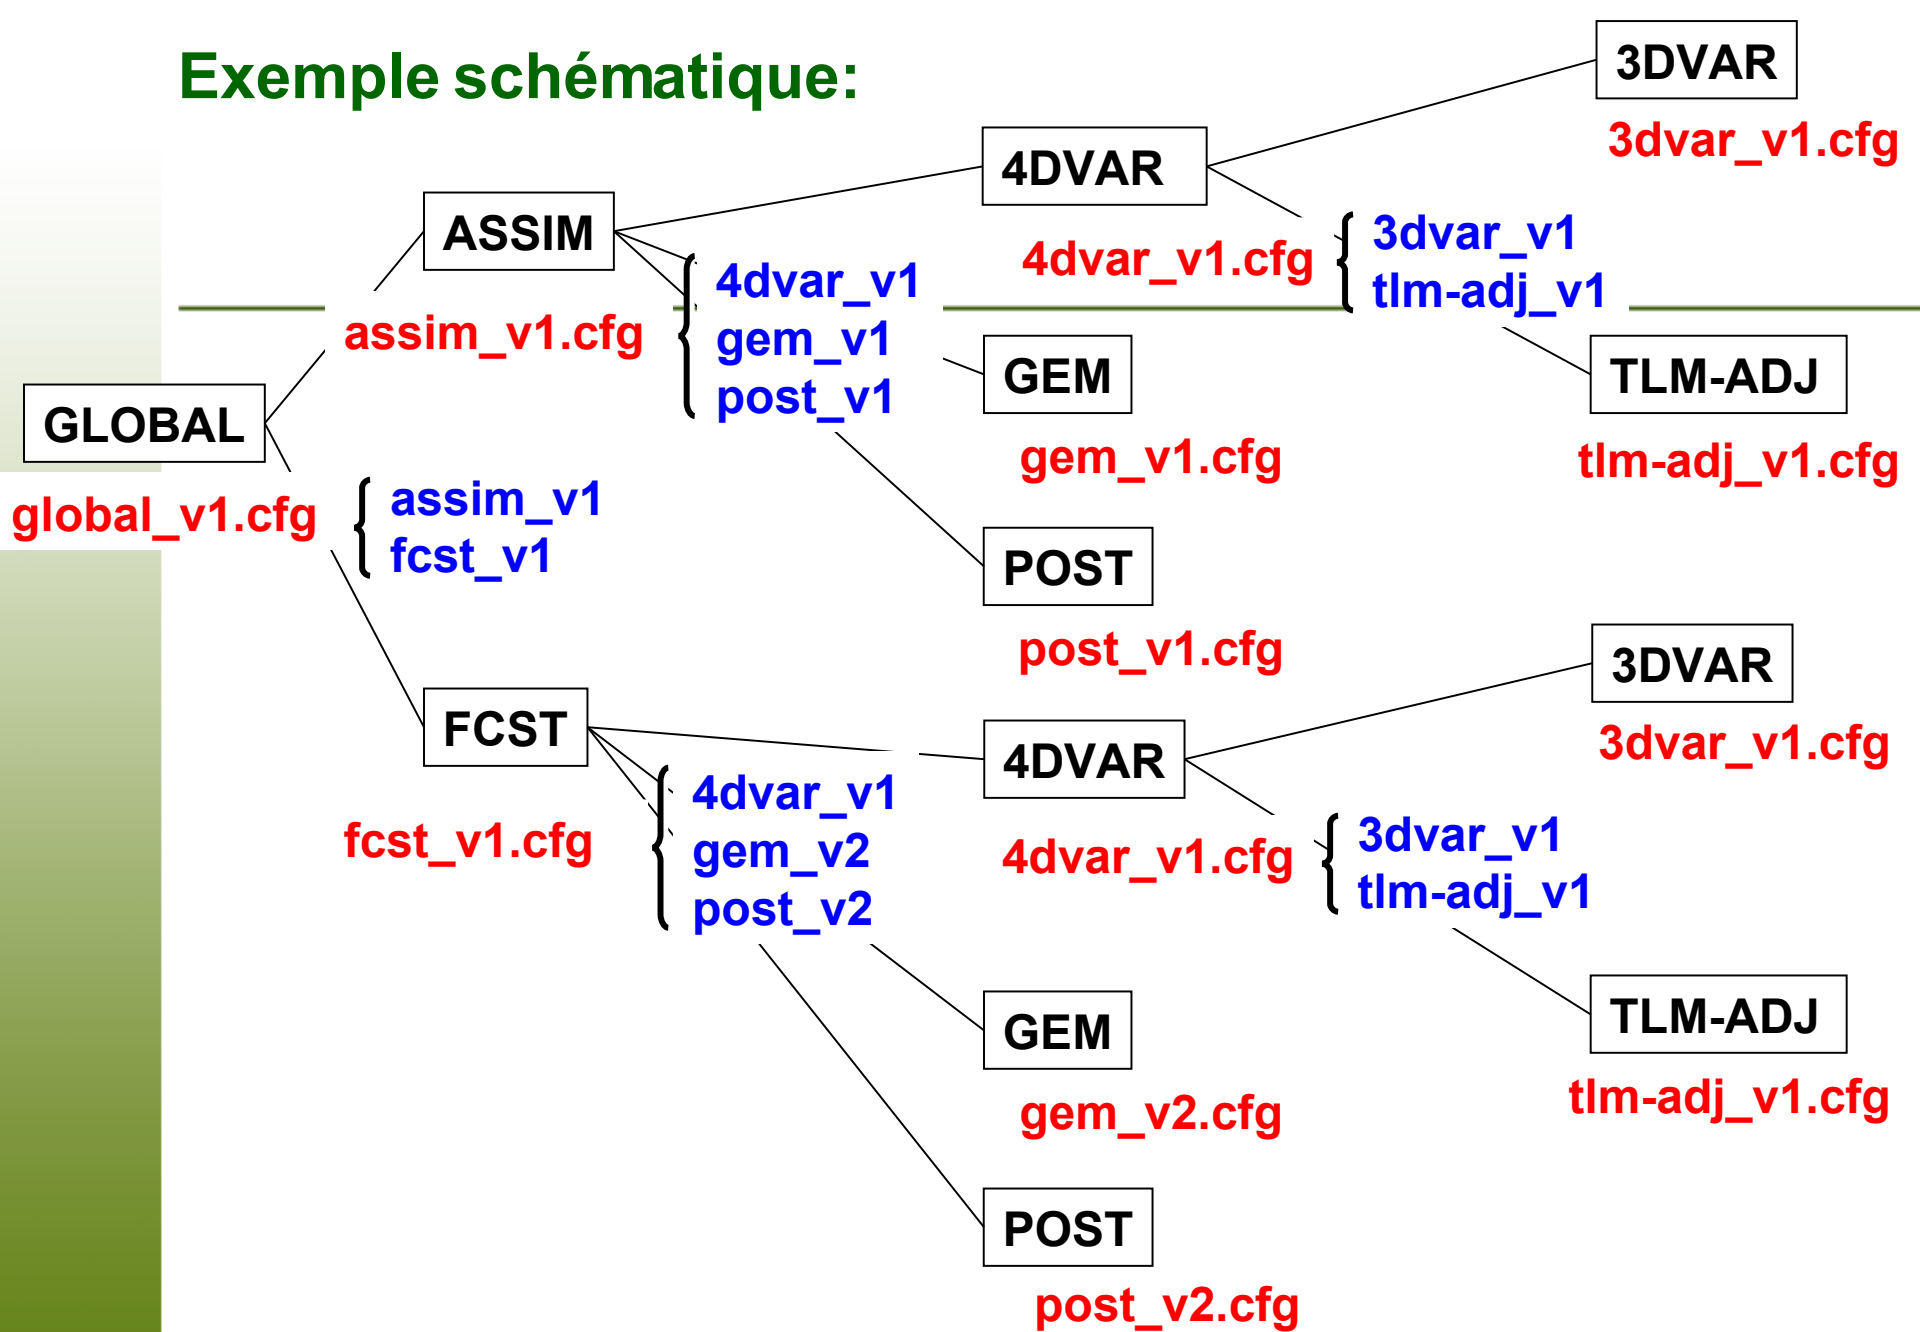 Exemple schématique:
3DVAR
3dvar_v1.cfg
4DVAR
ASSIM
3dvar_v1
tlm-adj_v1
4dvar_v1.cfg
4dvar_v1
gem_v1
post_v1
assim_v1.cfg
GEM
TLM-ADJ
GLOBAL
gem_v1.cfg
tlm-adj_v1.cfg
global_v1.cfg
assim_v1
fcst_v1
POST
post_v1.cfg
3DVAR
3dvar_v1.cfg
FCST
4DVAR
4dvar_v1
gem_v2
post_v2
fcst_v1.cfg
4dvar_v1.cfg
3dvar_v1
tlm-adj_v1
GEM
TLM-ADJ
gem_v2.cfg
tlm-adj_v1.cfg
POST
post_v2.cfg